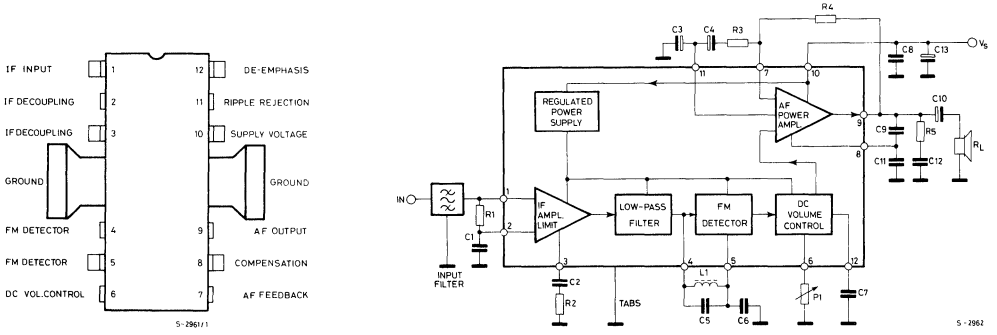 IF INPUT 1 12 DE-EMPHASIS
IF DECOUPLING 2 11 RIPPLE REJECTION
IF DECOUPLING 3 10 SUPPLY VOLTAGE
GROUND GROUND
FM DETECTOR 4 9 AF OUTPUT
FM DETECTOR 5 8 COMPENSATION
DC VOL.CONTROL 6 7 AF FEEDBACK
S-2961/1
R4
C3 C4 R3
C8 C13 Vs
11 7 10
REGULATED
POWER
SUPPLY
AF
POWER
AMPL.
9
C10
C9 R5 RL
8
C11 C12
IN
INPUT
FILTER
R1
C1
1
2
IF
AMPL.
LIMIT
LOW-PASS
FILTER
FM
DETECTOR
DC
VOLUME
CONTROL
3 4 5 6 12
C2
R2
TABS
L1
C5 C6
P1
C7
S-2962